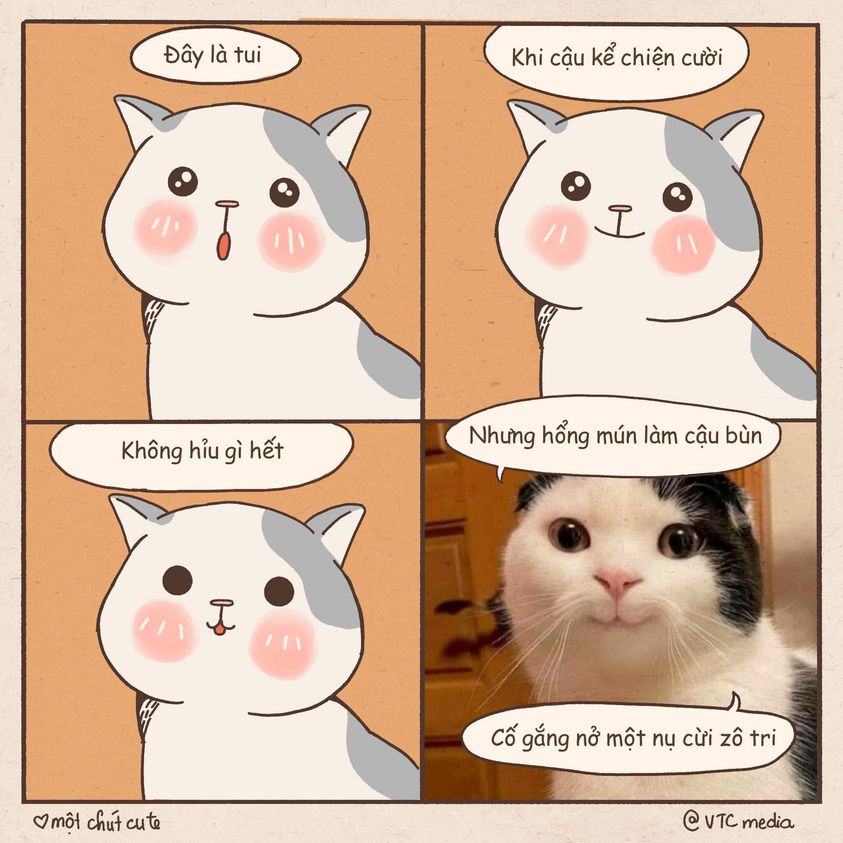 Đây là tui
Khi cậu kể chiện cười
Không hỉu gì hết
Nhưng hổng mún làm cậu bùn
Cố gắng nở một nụ cừi zô tri
một chút cute
@ VTC media